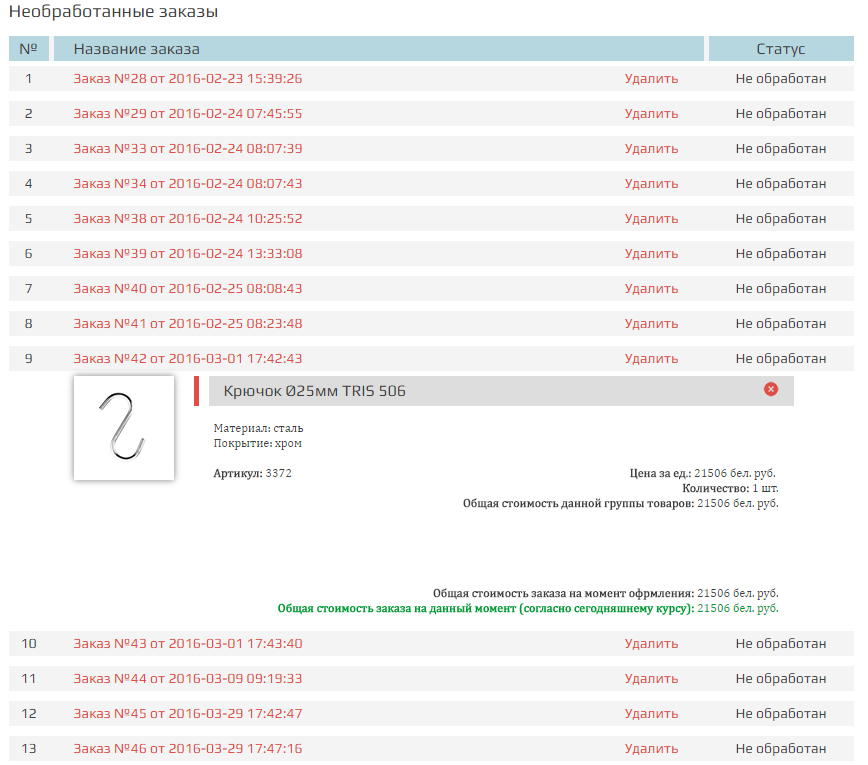 Необработанные заказы
№ Название заказа Статус
1 Заказ №28 от 2016-02-23 15:39:26 Удалить Не обработан
2 Заказ №29 от 2016-02-24 07:45:55 Удалить Не обработан
3 Заказ №33 от 2016-02-24 08:07:39 Удалить Не обработан
4 Заказ №34 от 2016-02-24 08:07:43 Удалить Не обработан
5 Заказ №38 от 2016-02-24 10:25:52 Удалить Не обработан
6 Заказ №39 от 2016-02-24 13:33:08 Удалить Не обработан
7 Заказ №40 от 2016-02-25 08:08:43 Удалить Не обработан
8 Заказ №41 от 2016-02-25 08:23:48 Удалить Не обработан
9 Заказ №42 от 2016-03-01 17:42:43 Удалить Не обработан
Крючок Ø25мм TRIS 506
Материал: сталь
Покрытие: хром
Артикул: 3372 Цена за ед.: 21506 бел. руб.
Количество: 1 шт.
Общая стоимость данной группы товаров: 21506 бел. руб.
Общая стоимость заказа на момент офрмления: 21506 бел. руб.
Общая стоимость заказа на данный момент (согласно сегодняшнему курсу): 21506 бел. руб.
10 Заказ №43 от 2016-03-01 17:43:40 Удалить Не обработан
11 Заказ №44 от 2016-03-09 09:19:33 Удалить Не обработан
12 Заказ №45 от 2016-03-29 17:42:47 Удалить Не обработан
13 Заказ №46 от 2016-03-29 17:47:16 Удалить Не обработан